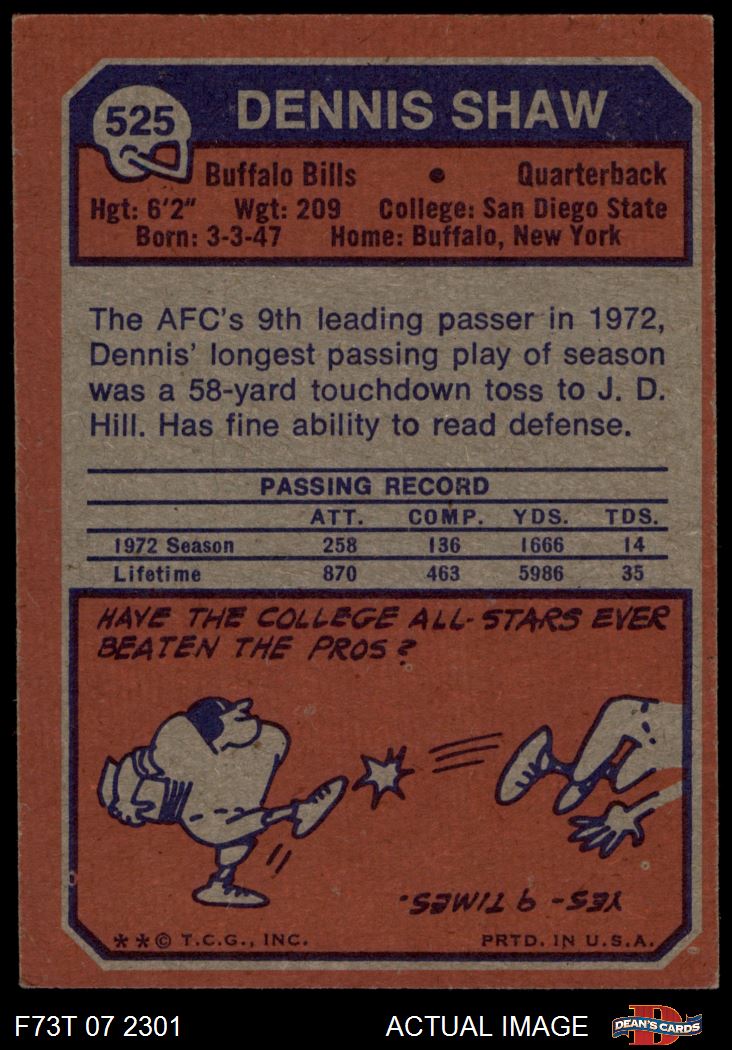 525
DENNIS SHAW
Buffalo Bills • Quarterback
Hgt: 6'2" Wgt: 209 College: San Diego State
Born: 3-3-47 Home: Buffalo, New York
The AFC's 9th leading passer in 1972,
Dennis' longest passing play of season
was a 58-yard touchdown toss to J. D.
Hill. Has fine ability to read defense.
PASSING RECORD
ATT. COMP. YDS. TDS.
1972 Season 258 136 1666 14
Lifetime 870 463 5986 35
HAVE THE COLLEGE ALL-STARS EVER
BEATEN THE PROS?
YES - 9 TIMES.
**© T.C.G., INC. PRTD. IN U.S.A.
F73T 07 2301 ACTUAL IMAGE
DEAN'S CARDS